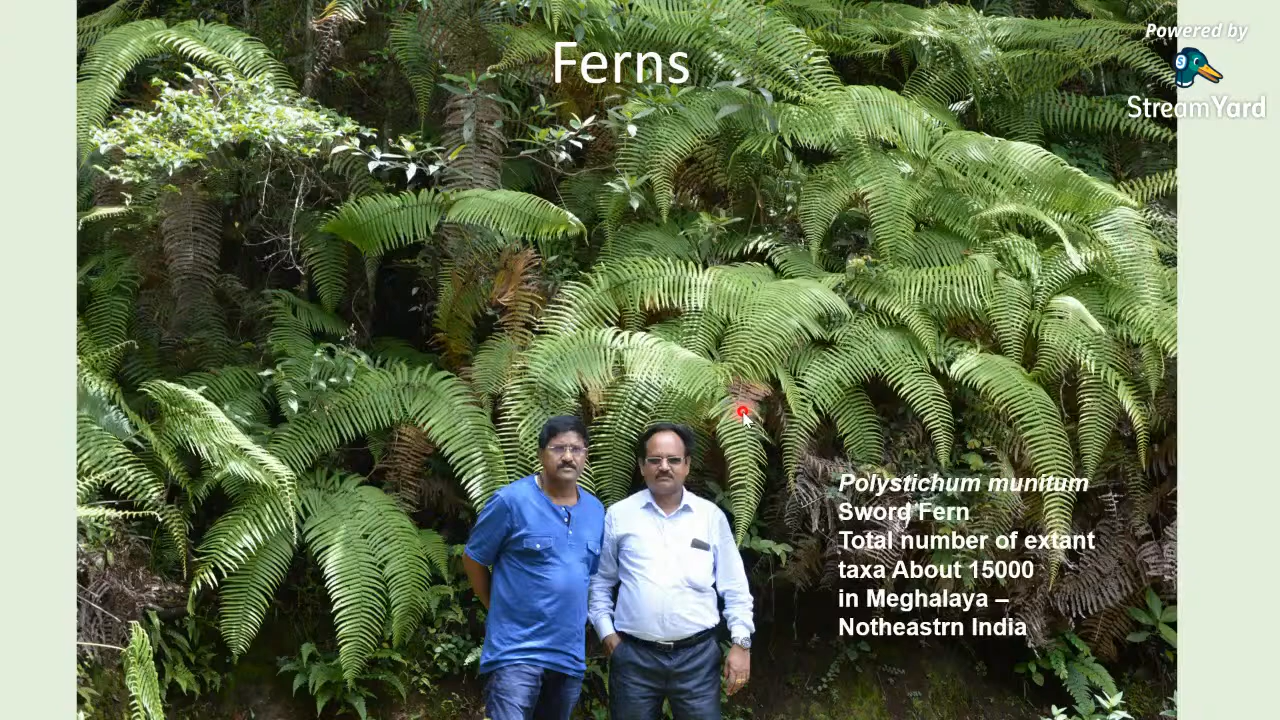 Ferns
Powered by
StreamYard
Polystichum munitum
Sword Fern
Total number of extant
taxa About 15000
in Meghalaya –
Notheastrn India